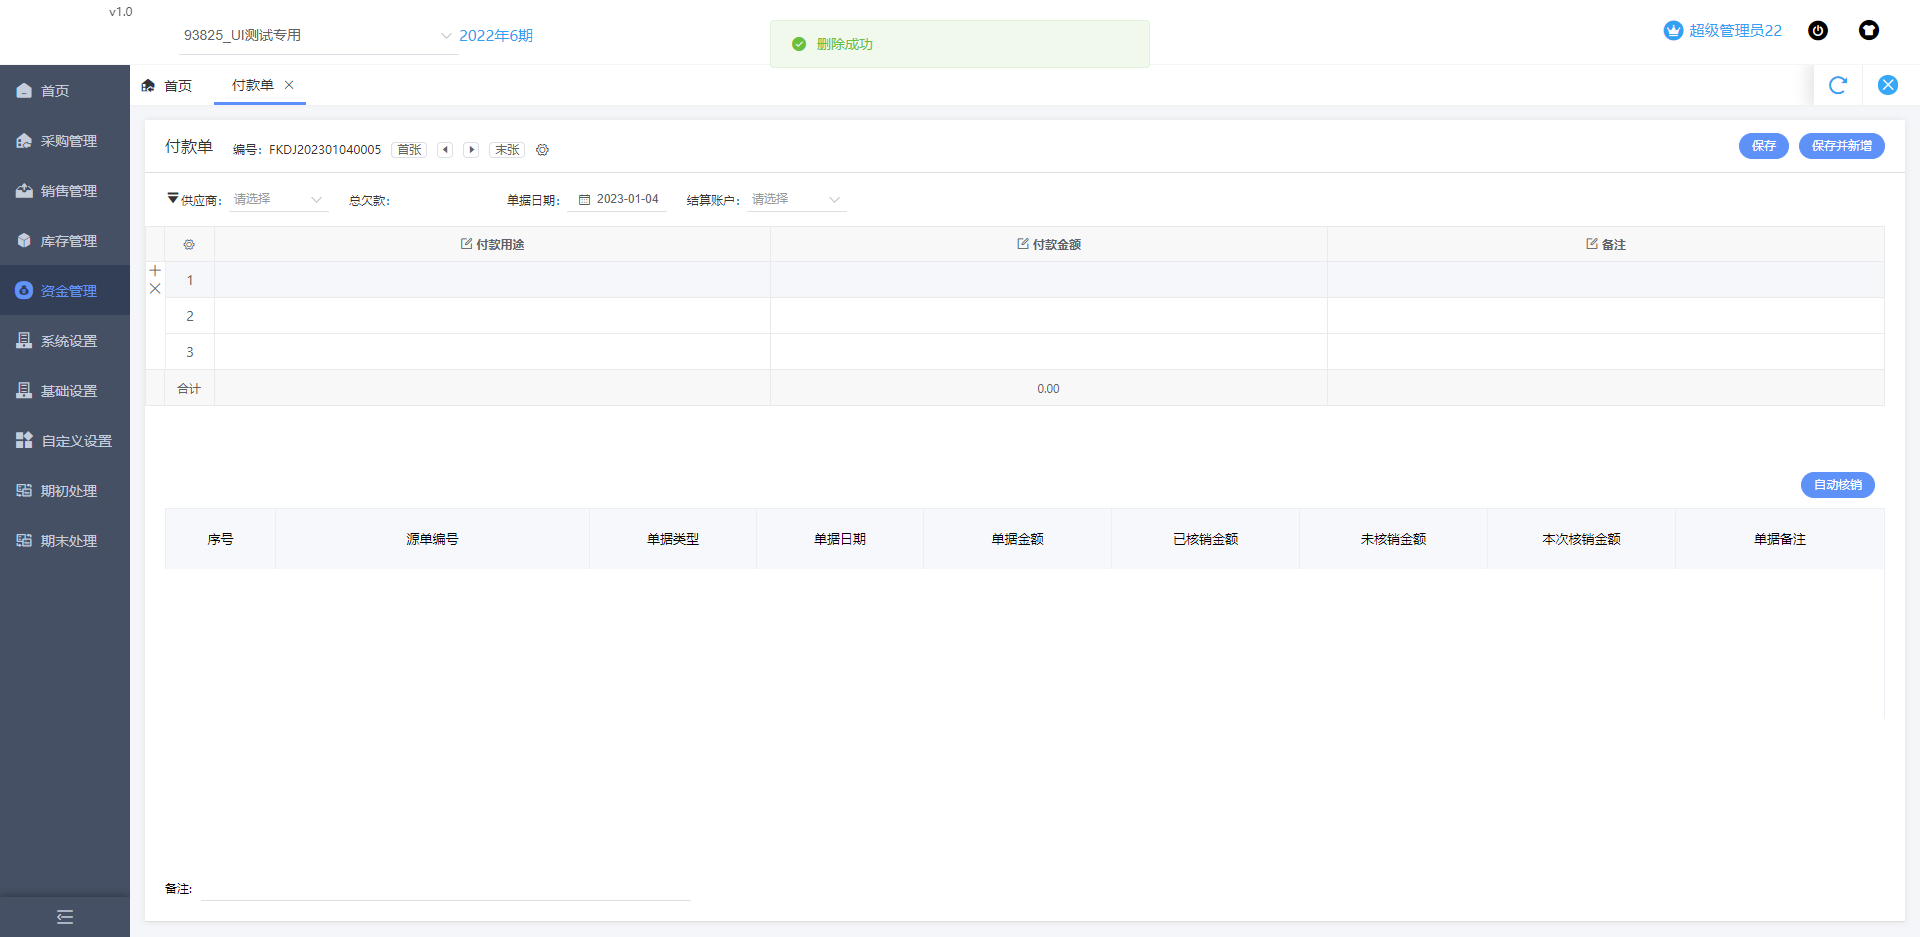 v1.0
93825_UI测试专用
2022年6期
删除成功
超级管理员22
首页
付款单
首页
采购管理
销售管理
库存管理
资金管理
系统设置
基础设置
自定义设置
期初处理
期末处理
付款单
编号: FKDJ202301040005
首张
末张
保存
保存并新增
供应商: 请选择
总欠款:
单据日期: 2023-01-04
结算账户: 请选择
付款用途 付款金额 备注
1
2
3
合计 0.00
自动核销
序号 源单编号 单据类型 单据日期 单据金额 已核销金额 未核销金额 本次核销金额 单据备注
备注: